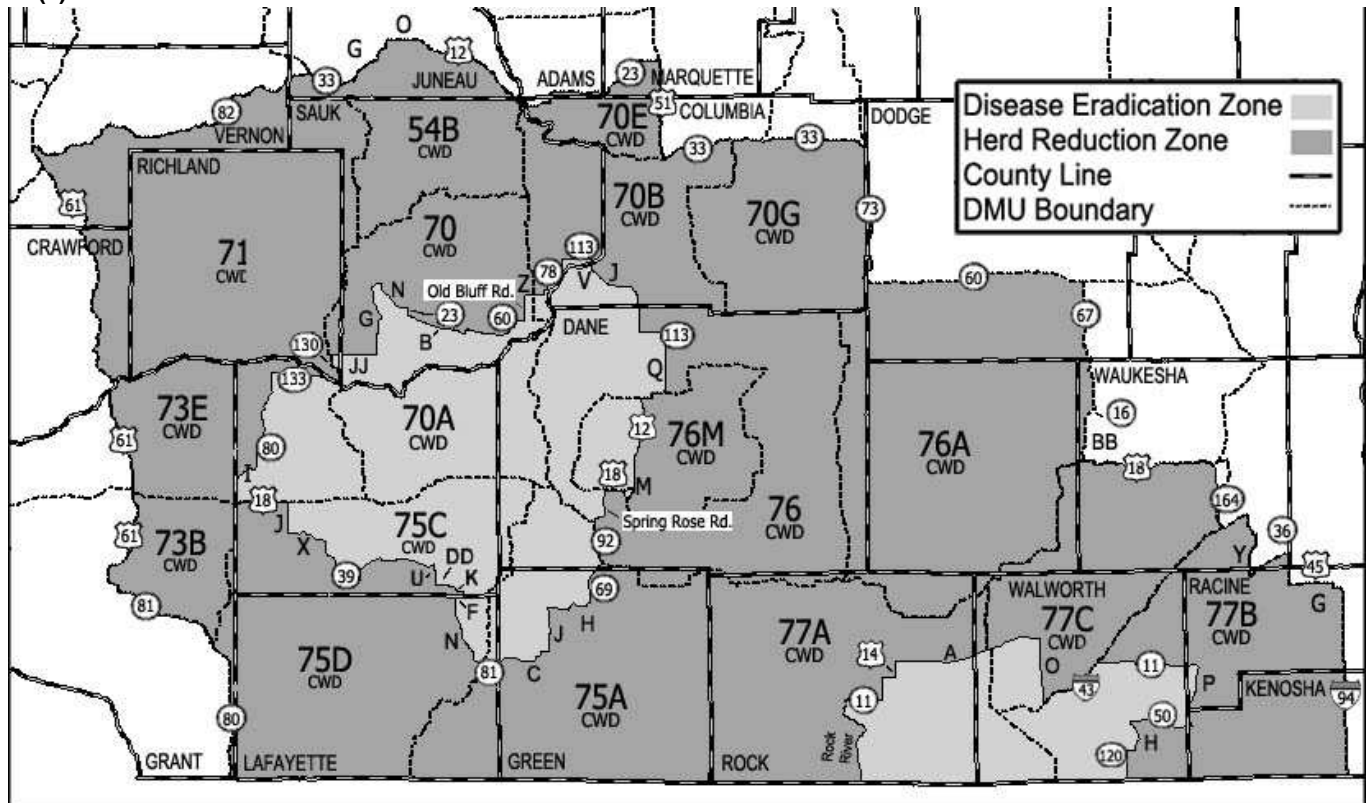 O
G
12
33
JUNEAU
ADAMS
23
MARQUETTE
51
COLUMBIA
82
VERNON
SAUK
54B
CWD
70E
CWD
33
33
DODGE
Disease Eradication Zone
Herd Reduction Zone
County Line
DMU Boundary
RICHLAND
61
CRAWFORD
71
CWD
70
CWD
70B
CWD
70G
CWD
73
113
78
V
J
Z
N
Old Bluff Rd.
23
60
G
B
DANE
60
67
113
130
JJ
Q
133
WAUKESHA
73E
CWD
70A
CWD
76M
CWD
76A
CWD
16
BB
61
80
12
I
18
18
M
18
164
Spring Rose Rd.
76
CWD
73B
CWD
61
J
X
75C
CWD
92
36
Y
39
U
DD
K
45
81
F
69
H
WALWORTH
RACINE
G
77C
CWD
77B
CWD
N
J
77A
CWD
14
A
O
11
P
75D
CWD
81
C
75A
CWD
11
43
KENOSHA
94
80
Rock
River
50
120
H
GRANT
LAFAYETTE
GREEN
ROCK